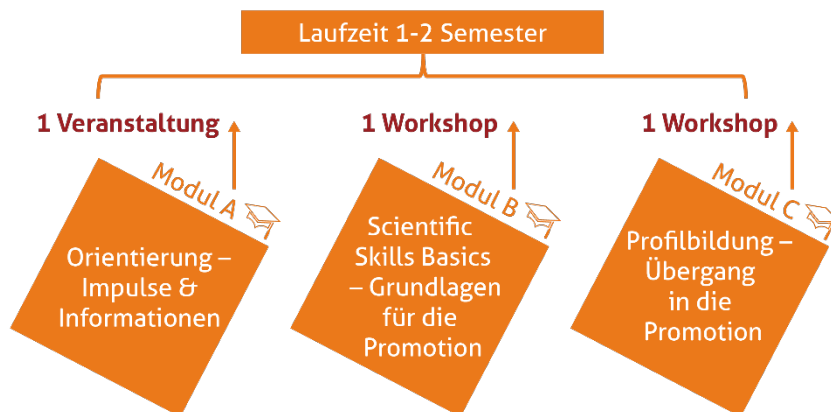 Laufzeit 1-2 Semester
1 Veranstaltung
1 Workshop
1 Workshop
Modul A
Orientierung –
Impulse &
Informationen
Modul B
Scientific
Skills Basics
– Grundlagen
für die
Promotion
Modul C
Profilbildung –
Übergang
in die
Promotion